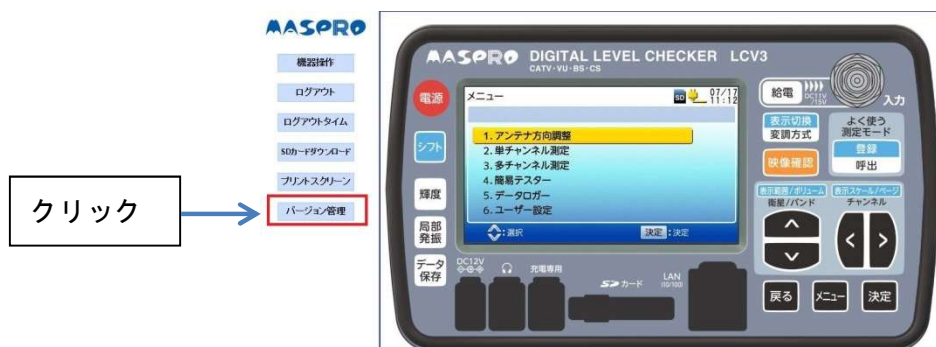 MASPRO
機器操作
ログアウト
ログアウトタイム
SDカードダウンロード
プリントスクリーン
バージョン管理
クリック
MASPRO DIGITAL LEVEL CHECKER LCV3
CATV・VU・BS・CS
電源
シフト
輝度
局部
発振
データ
保存
メニュー
SD
07/17
11:12
1.アンテナ方向調整
2.単チャンネル測定
3.多チャンネル測定
4.簡易テスター
5.データロガー
6.ユーザー設定
:選択
決定:決定
給電
DC11V
/15V
入力
表示切換
変調方式
よく使う
測定モード
登録
呼出
映像確認
表示範囲/ボリューム
衛星/バンド
表示スケール/ページ
チャンネル
戻る
メニュー
決定
DC12V
充電専用
SDカード
LAN
(10/100)